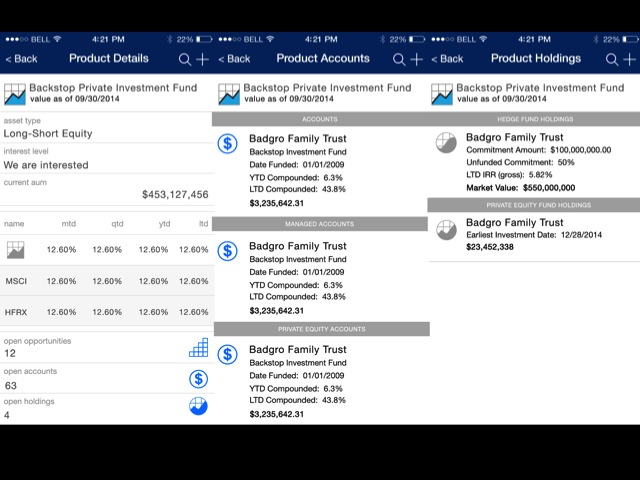 ●●●○○ BELL 4:21 PM 22%
< Back Product Details
Backstop Private Investment Fund
value as of 09/30/2014
asset type
Long-Short Equity
interest level
We are interested
current aum
$453,127,456
name mtd qtd ytd ltd
12.60% 12.60% 12.60% 12.60%
MSCI 12.60% 12.60% 12.60% 12.60%
HFRX 12.60% 12.60% 12.60% 12.60%
open opportunities
12
open accounts
63
$
open holdings
4
●●●○○ BELL 4:21 PM 22%
< Back Product Accounts
Backstop Private Investment Fund
value as of 09/30/2014
ACCOUNTS
$
Badgro Family Trust
Backstop Investment Fund
Date Funded: 01/01/2009
YTD Compounded: 6.3%
LTD Compounded: 43.8%
$3,235,642.31
MANAGED ACCOUNTS
$
Badgro Family Trust
Backstop Investment Fund
Date Funded: 01/01/2009
YTD Compounded: 6.3%
LTD Compounded: 43.8%
$3,235,642.31
PRIVATE EQUITY ACCOUNTS
$
Badgro Family Trust
Backstop Investment Fund
Date Funded: 01/01/2009
YTD Compounded: 6.3%
LTD Compounded: 43.8%
$3,235,642.31
●●●○○ BELL 4:21 PM 22%
< Back Product Holdings
Backstop Private Investment Fund
value as of 09/30/2014
HEDGE FUND HOLDINGS
Badgro Family Trust
Commitment Amount: $100,000,000.00
Unfunded Commitment: 50%
LTD IRR (gross): 5.82%
Market Value: $550,000,000
PRIVATE EQUITY FUND HOLDINGS
Badgro Family Trust
Earliest Investment Date: 12/28/2014
$23,452,338